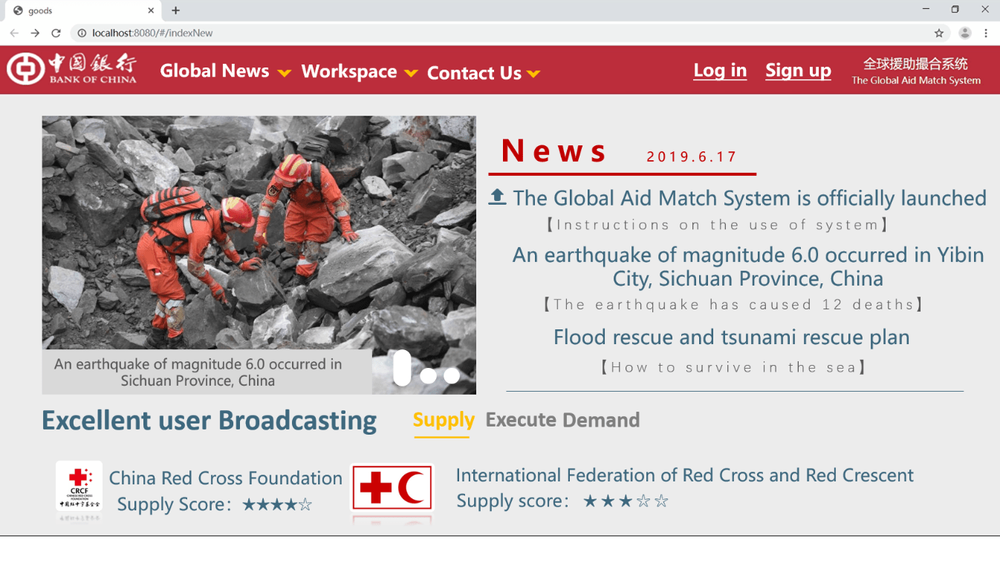 goods
localhost:8080/#/indexNew
中国银行
BANK OF CHINA
Global News
Workspace
Contact Us
Log in
Sign up
全球援助撮合系统
The Global Aid Match System
News
2019.6.17
The Global Aid Match System is officially launched
【Instructions on the use of system】
An earthquake of magnitude 6.0 occurred in Yibin
City, Sichuan Province, China
【The earthquake has caused 12 deaths】
Flood rescue and tsunami rescue plan
【How to survive in the sea】
An earthquake of magnitude 6.0 occurred in
Sichuan Province, China
Excellent user Broadcasting
Supply
Execute
Demand
CRCF
CHINESE RED CROSS
FOUNDATION
中国红十字基金会
China Red Cross Foundation
Supply Score：★★★★☆
International Federation of Red Cross and Red Crescent
Supply score： ★★★☆☆